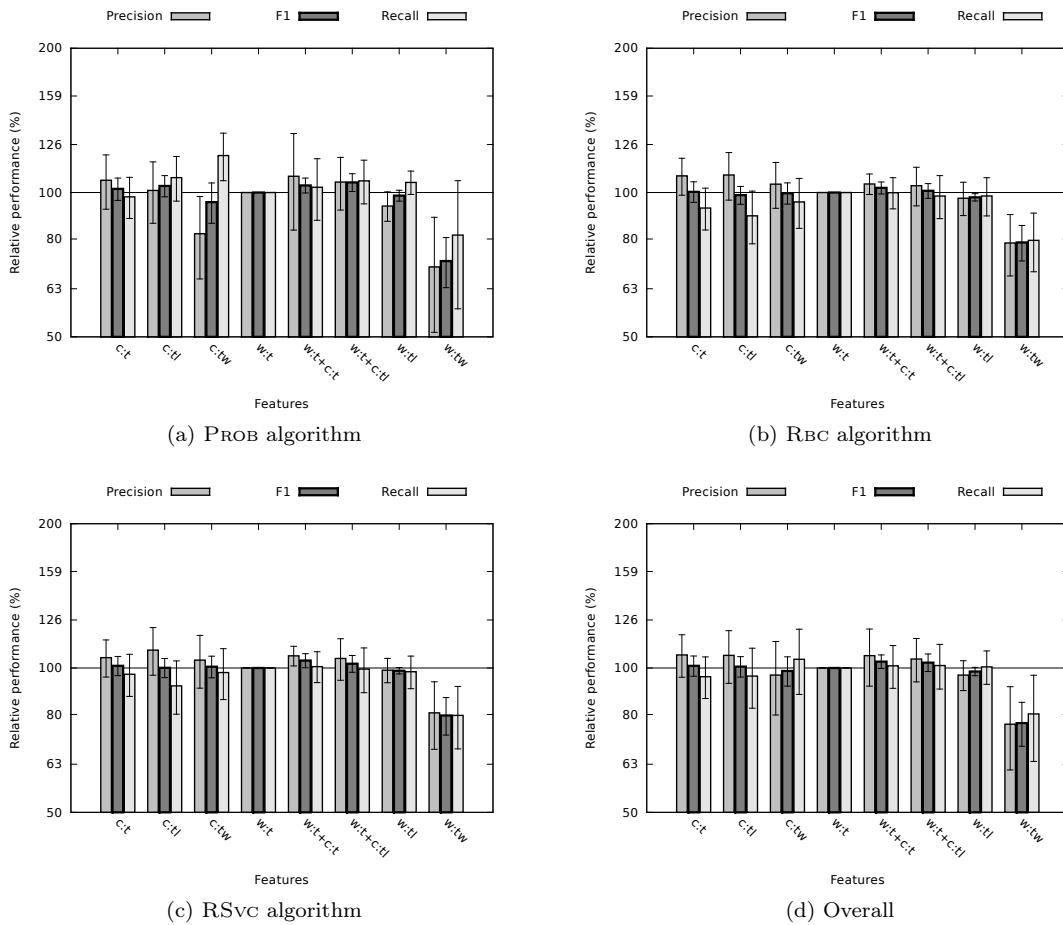 Precision F1 Recall
200
159
126
100
80
63
50
Relative performance (%)
c:t c:tl c:tw w:t w:t+c:t w:t+c:tl w:tl w:tw
Features
(a) PROB algorithm
Precision F1 Recall
200
159
126
100
80
63
50
Relative performance (%)
c:t c:tl c:tw w:t w:t+c:t w:t+c:tl w:tl w:tw
Features
(b) RBC algorithm
Precision F1 Recall
200
159
126
100
80
63
50
Relative performance (%)
c:t c:tl c:tw w:t w:t+c:t w:t+c:tl w:tl w:tw
Features
(c) RSVC algorithm
Precision F1 Recall
200
159
126
100
80
63
50
Relative performance (%)
c:t c:tl c:tw w:t w:t+c:t w:t+c:tl w:tl w:tw
Features
(d) Overall